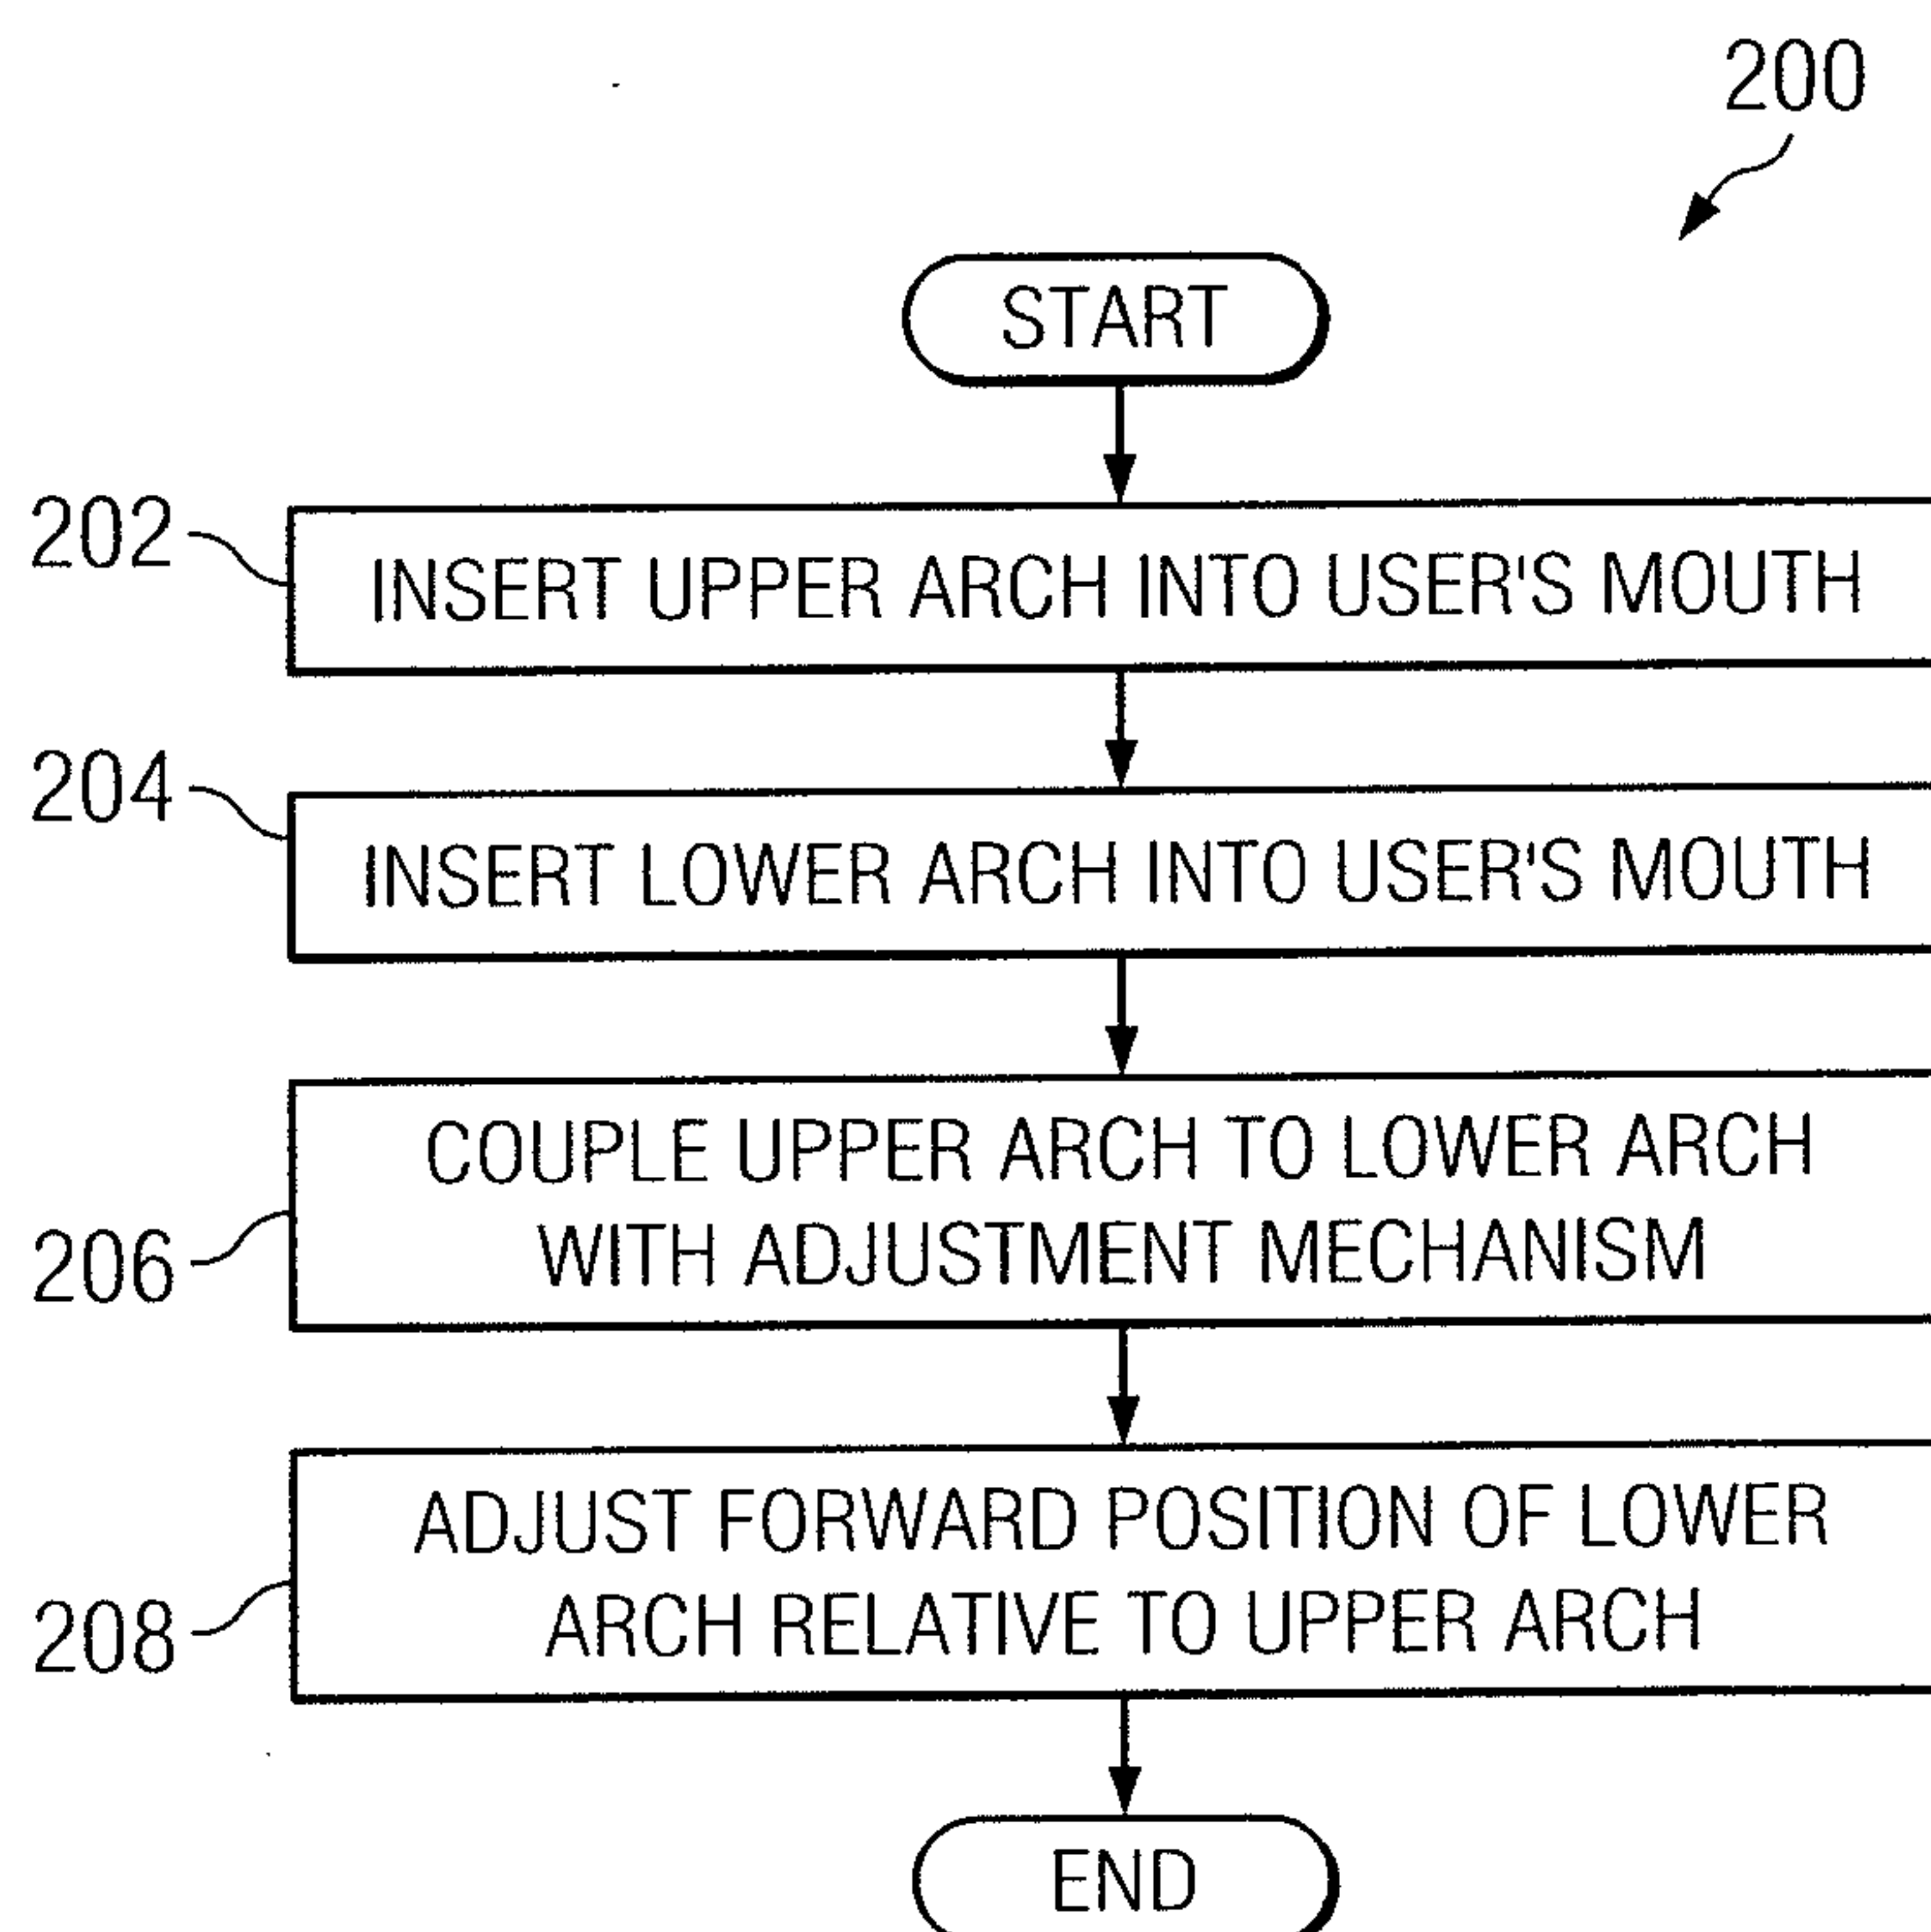 200
START
202
INSERT UPPER ARCH INTO USER'S MOUTH
204
INSERT LOWER ARCH INTO USER'S MOUTH
COUPLE UPPER ARCH TO LOWER ARCH
WITH ADJUSTMENT MECHANISM
206
ADJUST FORWARD POSITION OF LOWER
ARCH RELATIVE TO UPPER ARCH
208
END